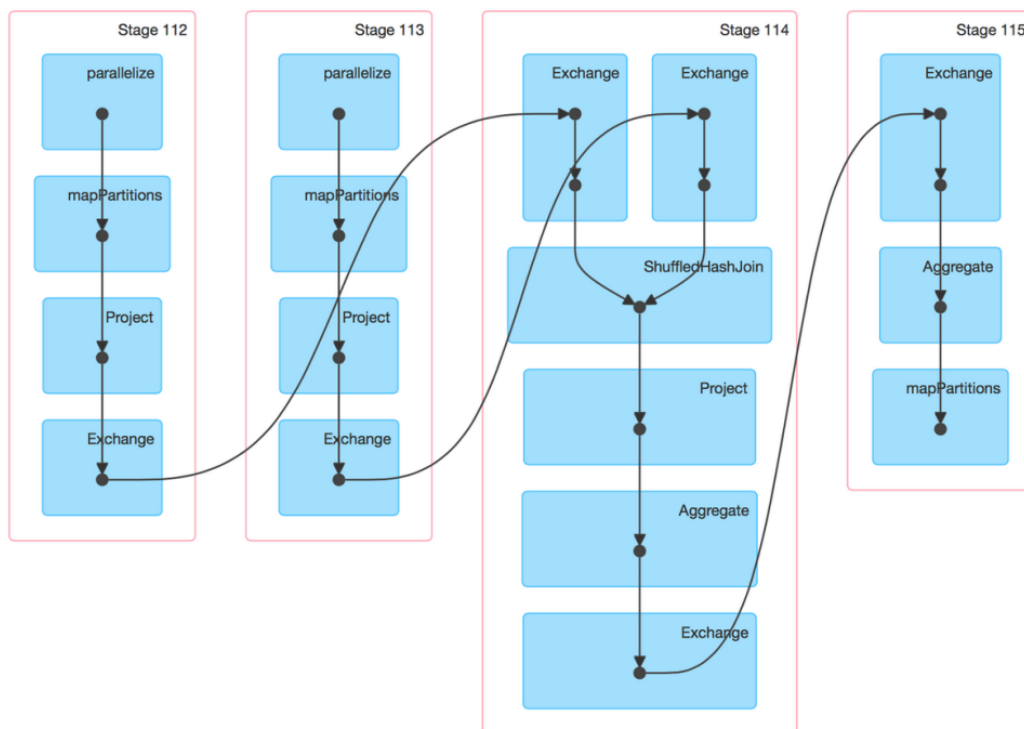 Stage 112
parallelize
mapPartitions
Project
Exchange
Stage 113
parallelize
mapPartitions
Project
Exchange
Stage 114
Exchange
Exchange
ShuffledHashJoin
Project
Aggregate
Exchange
Stage 115
Exchange
Aggregate
mapPartitions